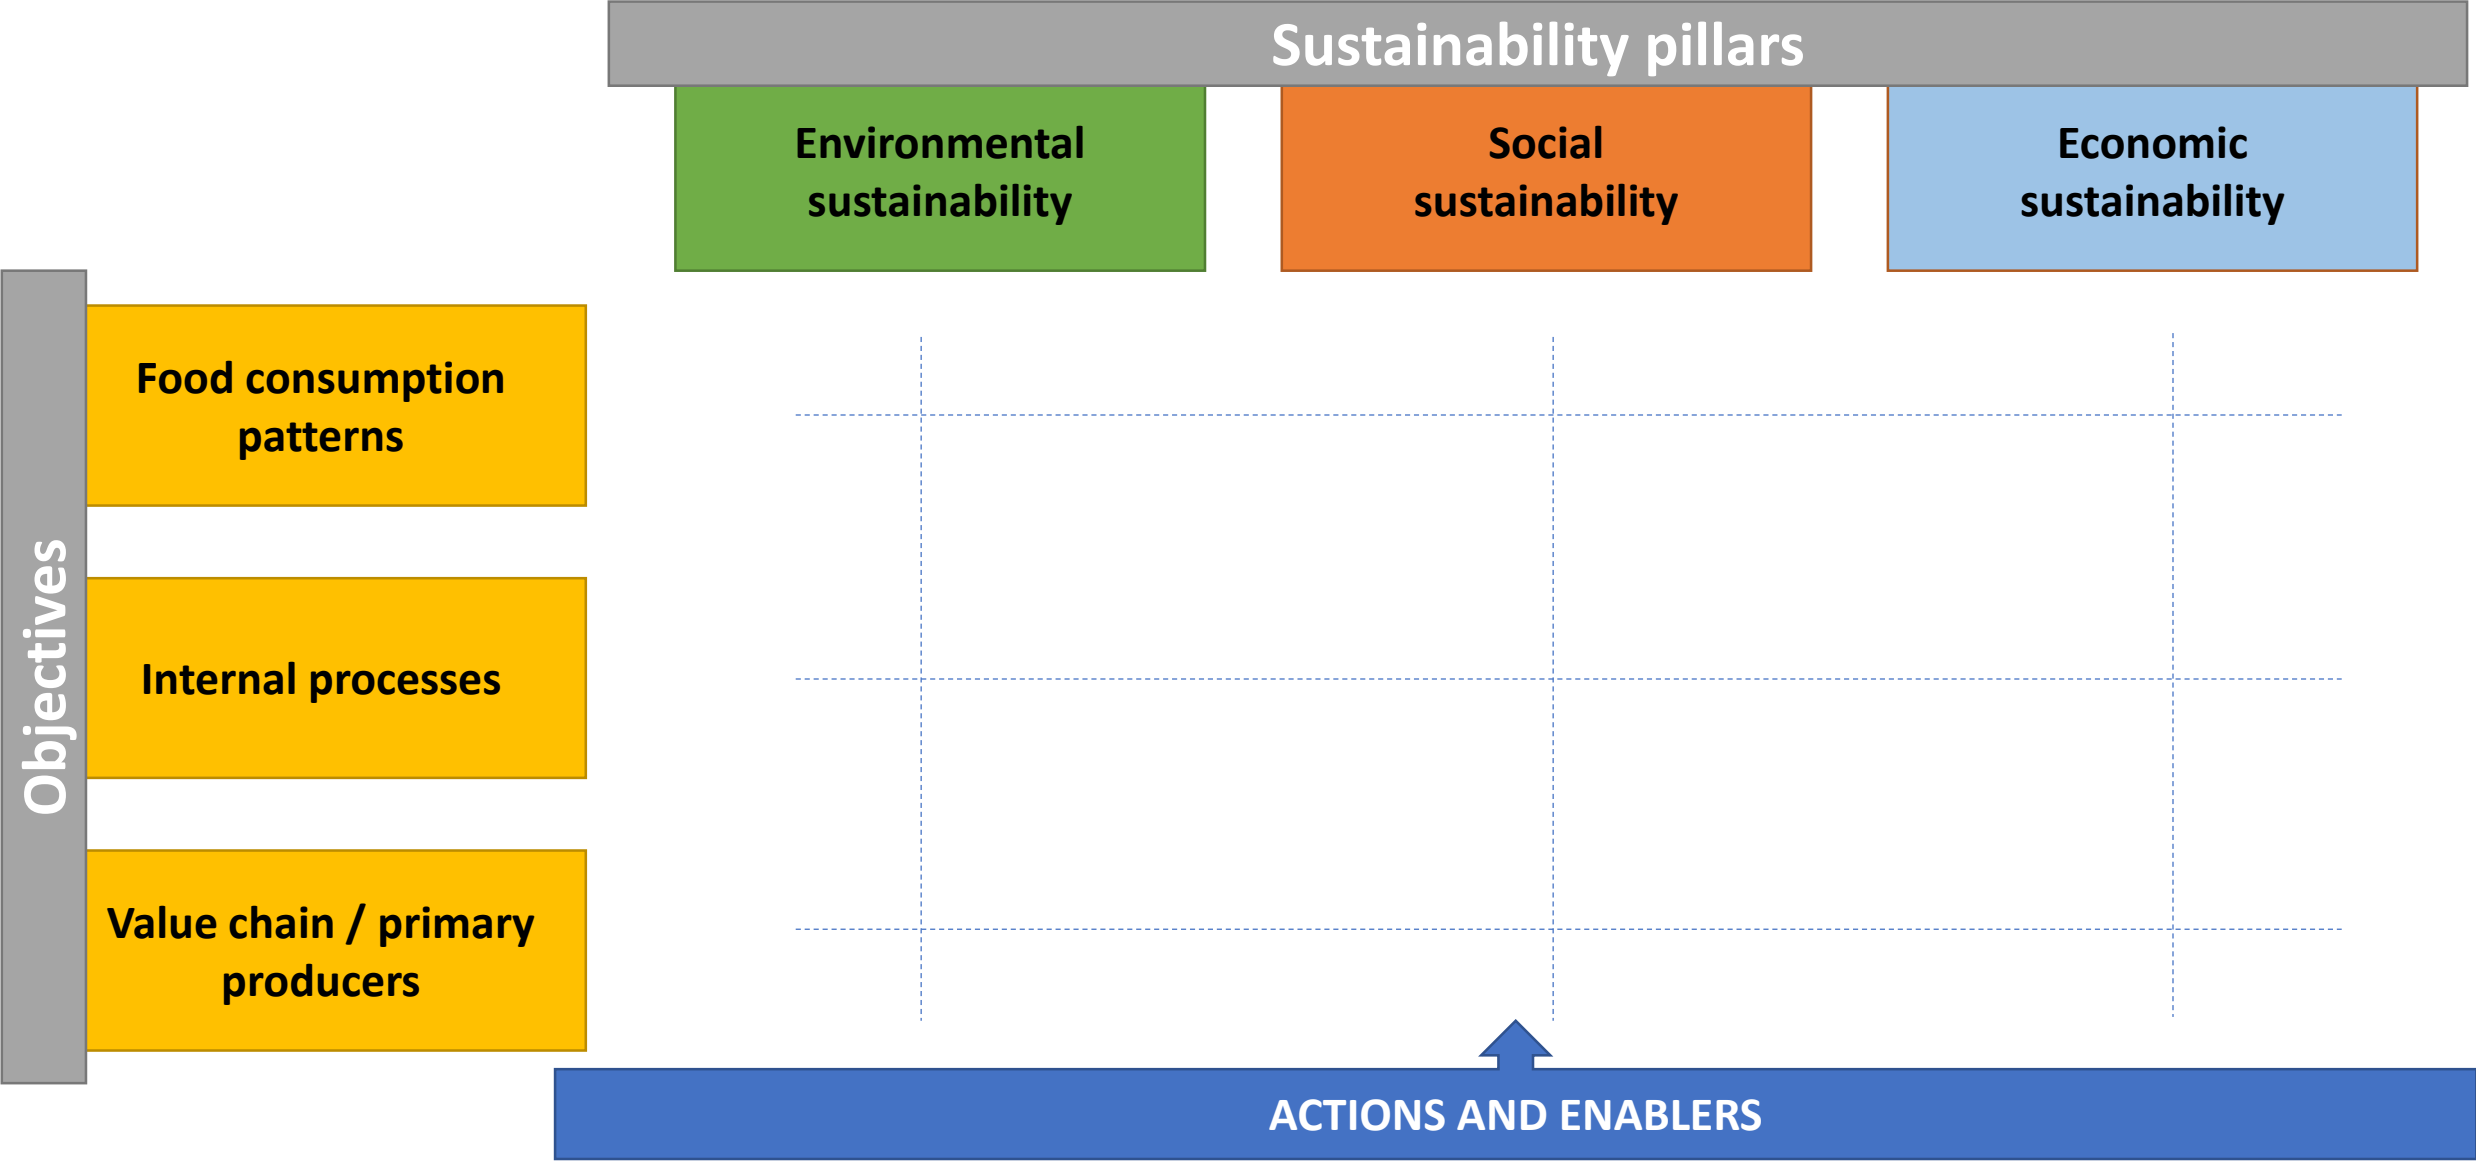 Sustainability pillars
Environmental
sustainability
Social
sustainability
Economic
sustainability
Objectives
Food consumption
patterns
Internal processes
Value chain / primary
producers
ACTIONS AND ENABLERS